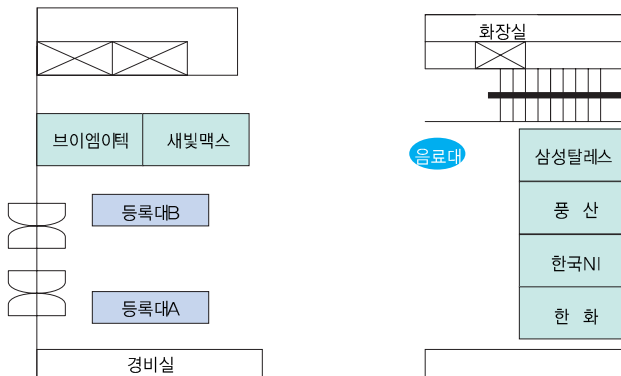 화장실
브이엠이텍
새빛맥스
음료대
삼성탈레스
등록대B
풍 산
한국NI
등록대A
한 화
경비실